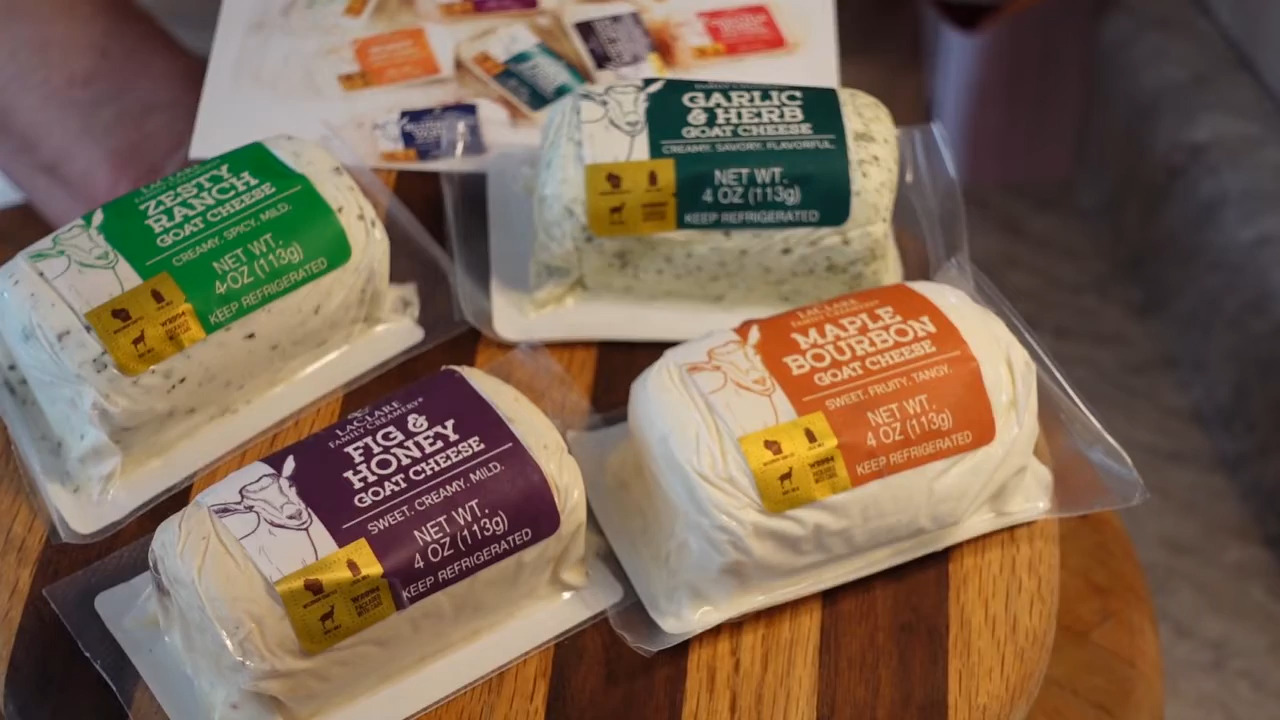 GARLIC
& HERB
GOAT CHEESE
CREAMY. SAVORY. FLAVORFUL.
NET WT.
4 OZ (113g)
KEEP REFRIGERATED
LACLARE
ZESTY
RANCH
GOAT CHEESE
CREAMY. SPICY. MILD.
NET WT.
4 OZ (113g)
KEEP REFRIGERATED
LACLARE
FAMILY CREAMERY
MAPLE
BOURBON
GOAT CHEESE
SWEET. FRUITY. TANGY.
NET WT.
4 OZ (113g)
KEEP REFRIGERATED
LACLARE
FAMILY CREAMERY®
FIG &
HONEY
GOAT CHEESE
SWEET. CREAMY. MILD.
NET WT.
4 OZ (113g)
KEEP REFRIGERATED